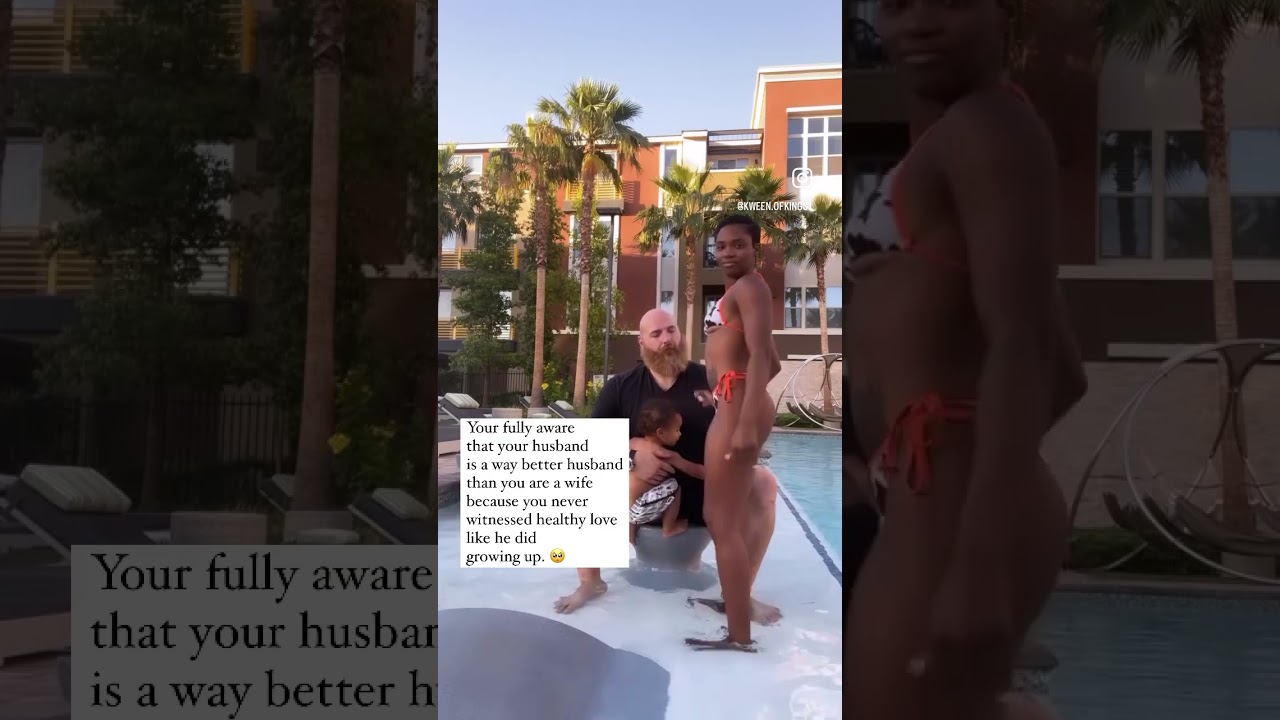 @KWEEN.OFKINGS
Your fully aware
that your husband
is a way better husband
than you are a wife
because you never
witnessed healthy love
like he did
growing up. 🥹
Your fully aware
that your husban
is a way better h